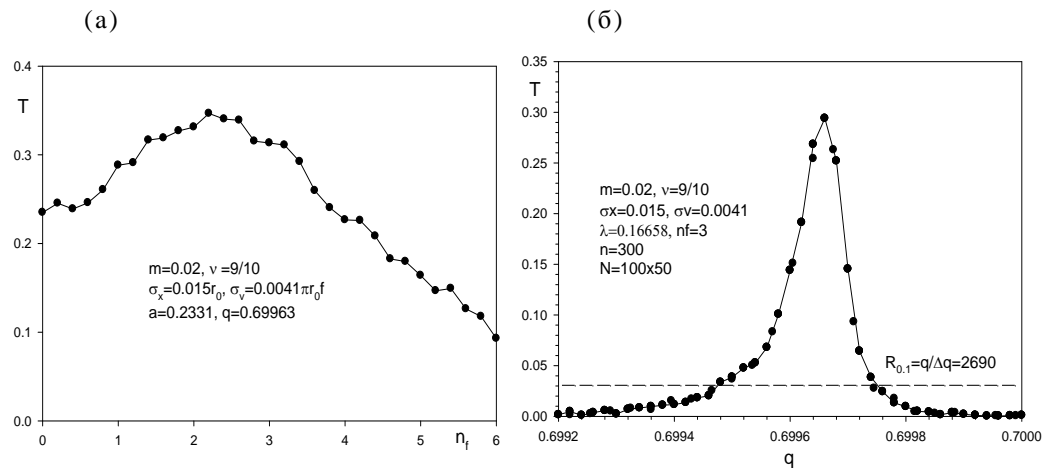 (а)
(б)
0.4
T
0.3
0.2
0.1
0.0
0 1 2 3 4 5 6
n_f
m=0.02, ν =9/10
σ_x=0.015r_0, σ_v=0.0041πr_0f
a=0.2331, q=0.69963
0.35
T
0.30
0.25
0.20
0.15
0.10
0.05
0.00
0.6992 0.6994 0.6996 0.6998 0.7000
q
m=0.02, ν=9/10
σx=0.015, σv=0.0041
λ=0.16658, nf=3
n=300
N=100x50
R_0.1=q/Δq=2690